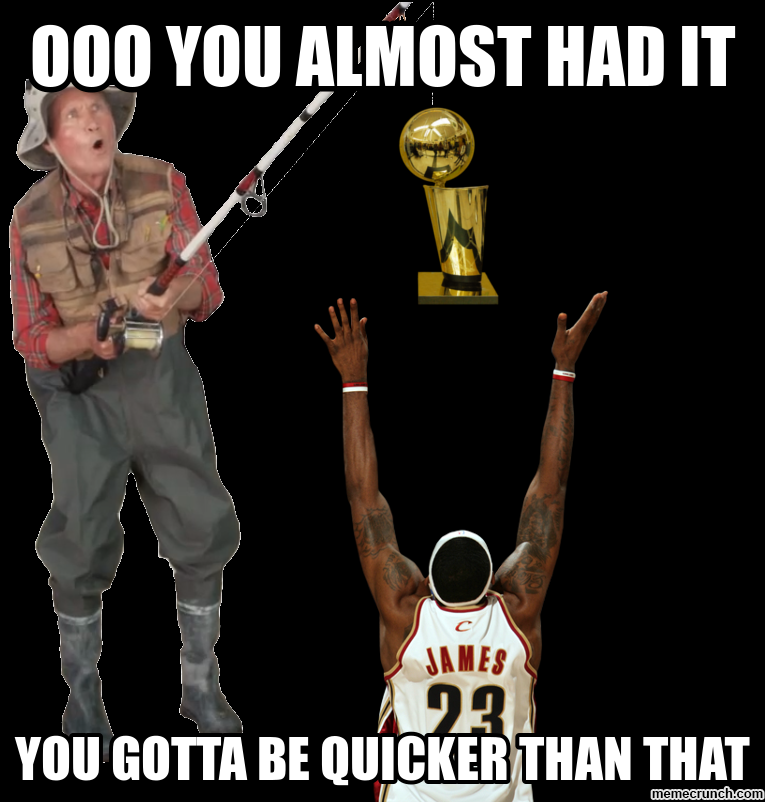 OOO YOU ALMOST HAD IT
C
JAMES
23
YOU GOTTA BE QUICKER THAN THAT
memecrunch.com